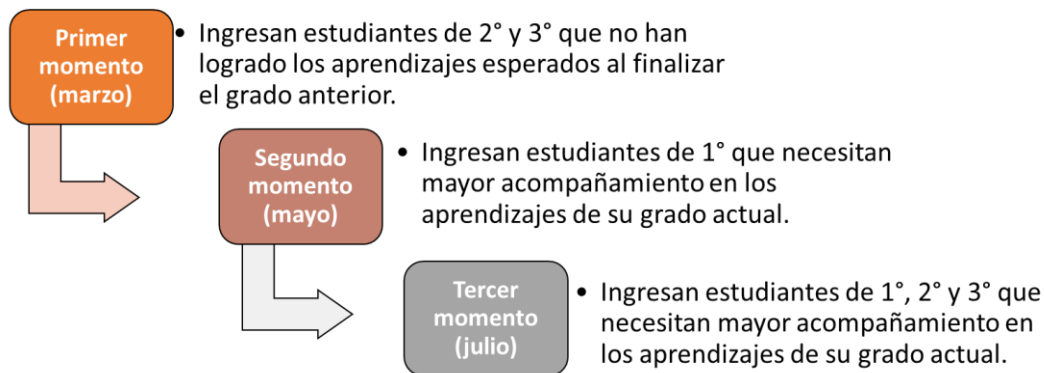 Primer
momento
(marzo)
• Ingresan estudiantes de 2° y 3° que no han
logrado los aprendizajes esperados al finalizar
el grado anterior.
Segundo
momento
(mayo)
• Ingresan estudiantes de 1° que necesitan
mayor acompañamiento en los
aprendizajes de su grado actual.
Tercer
momento
(julio)
• Ingresan estudiantes de 1°, 2° y 3° que
necesitan mayor acompañamiento en
los aprendizajes de su grado actual.